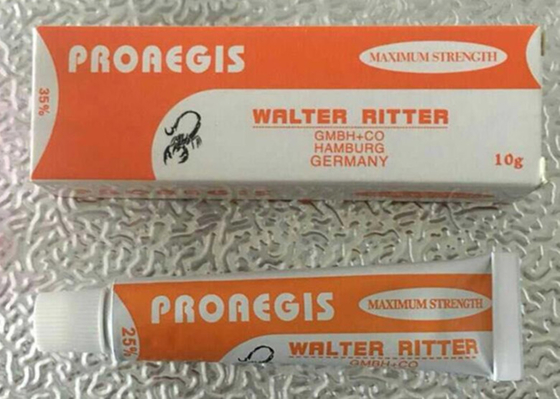 PROAEGIS
MAXIMUM STRENGTH
35%
WALTER RITTER
GMBH+CO
HAMBURG
GERMANY
10g
PROAEGIS
MAXIMUM STRENGTH
25%
WALTER RITTER
GMBH+CO